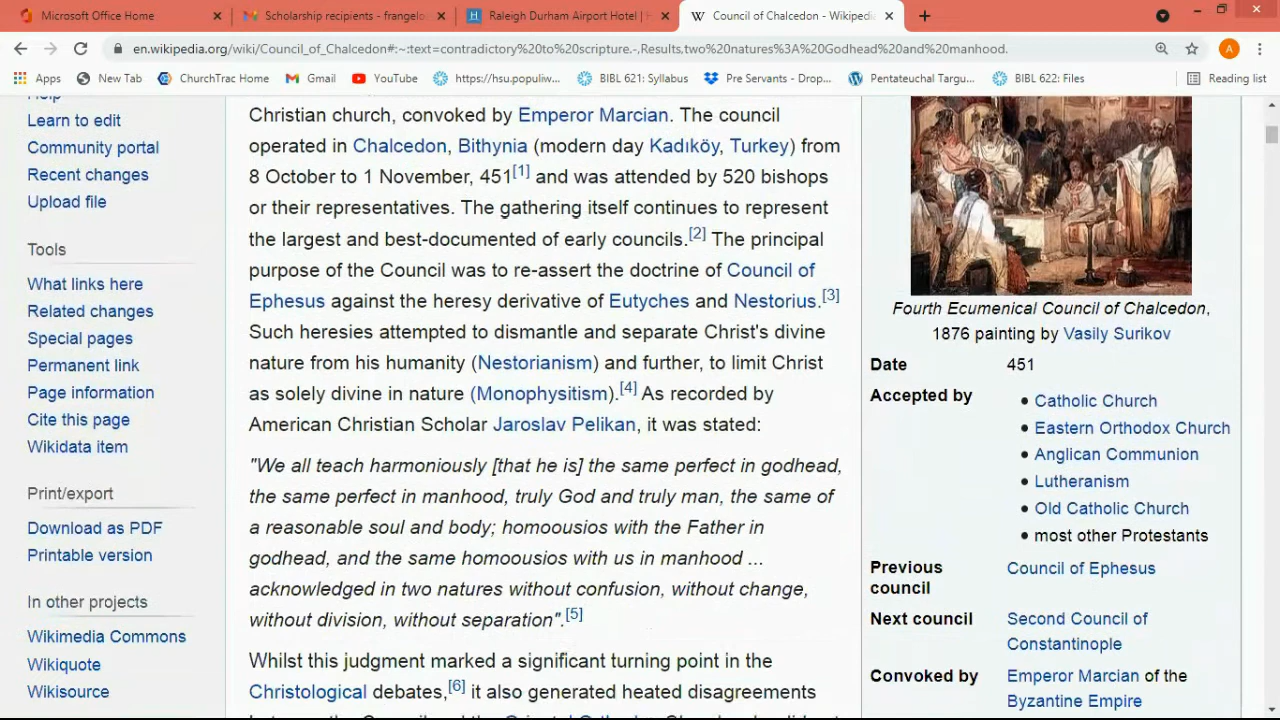 Microsoft Office Home
Scholarship recipients - frangelo
Raleigh Durham Airport Hotel |
Council of Chalcedon - Wikipedi
en.wikipedia.org/wiki/Council_of_Chalcedon#:~:text=contradictory%20to%20scripture.-,Results,two%20natures%3A%20Godhead%20and%20manhood.
A
Apps
New Tab
ChurchTrac Home
Gmail
YouTube
https://hsu.populiw...
BIBL 621: Syllabus
Pre Servants - Drop...
Pentateuchal Targu...
BIBL 622: Files
Reading list
Help
Learn to edit
Community portal
Recent changes
Upload file
Tools
What links here
Related changes
Special pages
Permanent link
Page information
Cite this page
Wikidata item
Print/export
Download as PDF
Printable version
In other projects
Wikimedia Commons
Wikiquote
Wikisource
Christian church, convoked by Emperor Marcian. The council
operated in Chalcedon, Bithynia (modern day Kadıköy, Turkey) from
8 October to 1 November, 451[1] and was attended by 520 bishops
or their representatives. The gathering itself continues to represent
the largest and best-documented of early councils.[2] The principal
purpose of the Council was to re-assert the doctrine of Council of
Ephesus against the heresy derivative of Eutyches and Nestorius.[3]
Such heresies attempted to dismantle and separate Christ's divine
nature from his humanity (Nestorianism) and further, to limit Christ
as solely divine in nature (Monophysitism).[4] As recorded by
American Christian Scholar Jaroslav Pelikan, it was stated:
"We all teach harmoniously [that he is] the same perfect in godhead,
the same perfect in manhood, truly God and truly man, the same of
a reasonable soul and body; homoousios with the Father in
godhead, and the same homoousios with us in manhood ...
acknowledged in two natures without confusion, without change,
without division, without separation".[5]
Whilst this judgment marked a significant turning point in the
Christological debates,[6] it also generated heated disagreements
Fourth Ecumenical Council of Chalcedon,
1876 painting by Vasily Surikov
Date 451
Accepted by
• Catholic Church
• Eastern Orthodox Church
• Anglican Communion
• Lutheranism
• Old Catholic Church
• most other Protestants
Previous council
Council of Ephesus
Next council
Second Council of
Constantinople
Convoked by
Emperor Marcian of the
Byzantine Empire